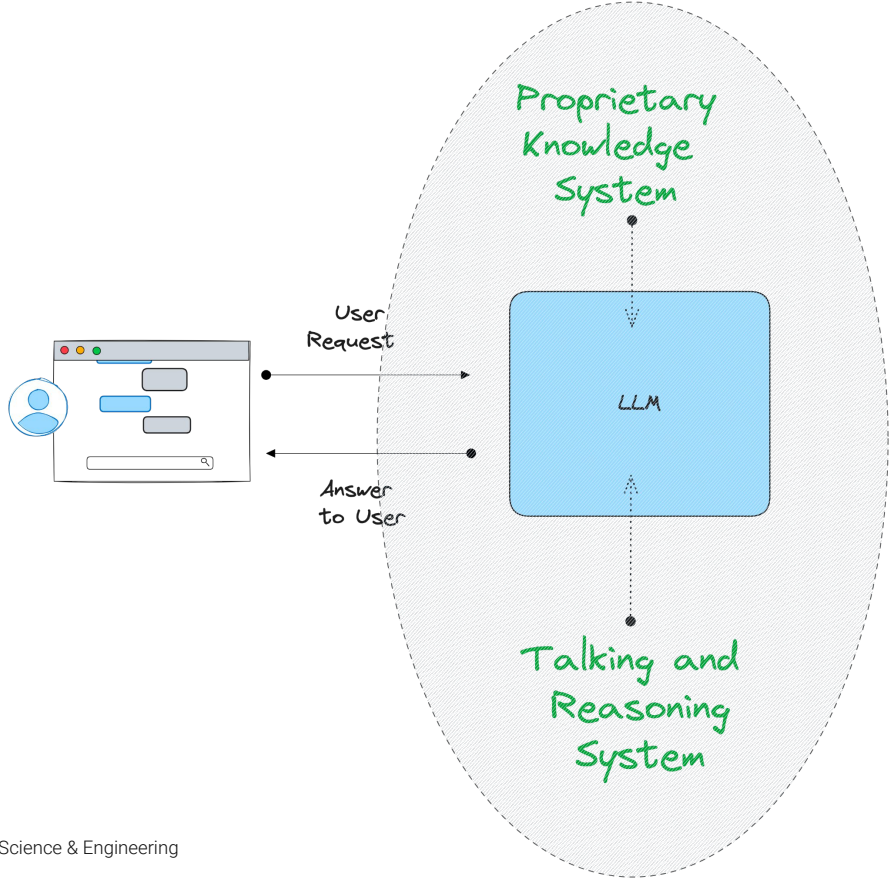 Proprietary
Knowledge
System
User
Request
LLM
Answer
to User
Talking and
Reasoning
System
Science & Engineering